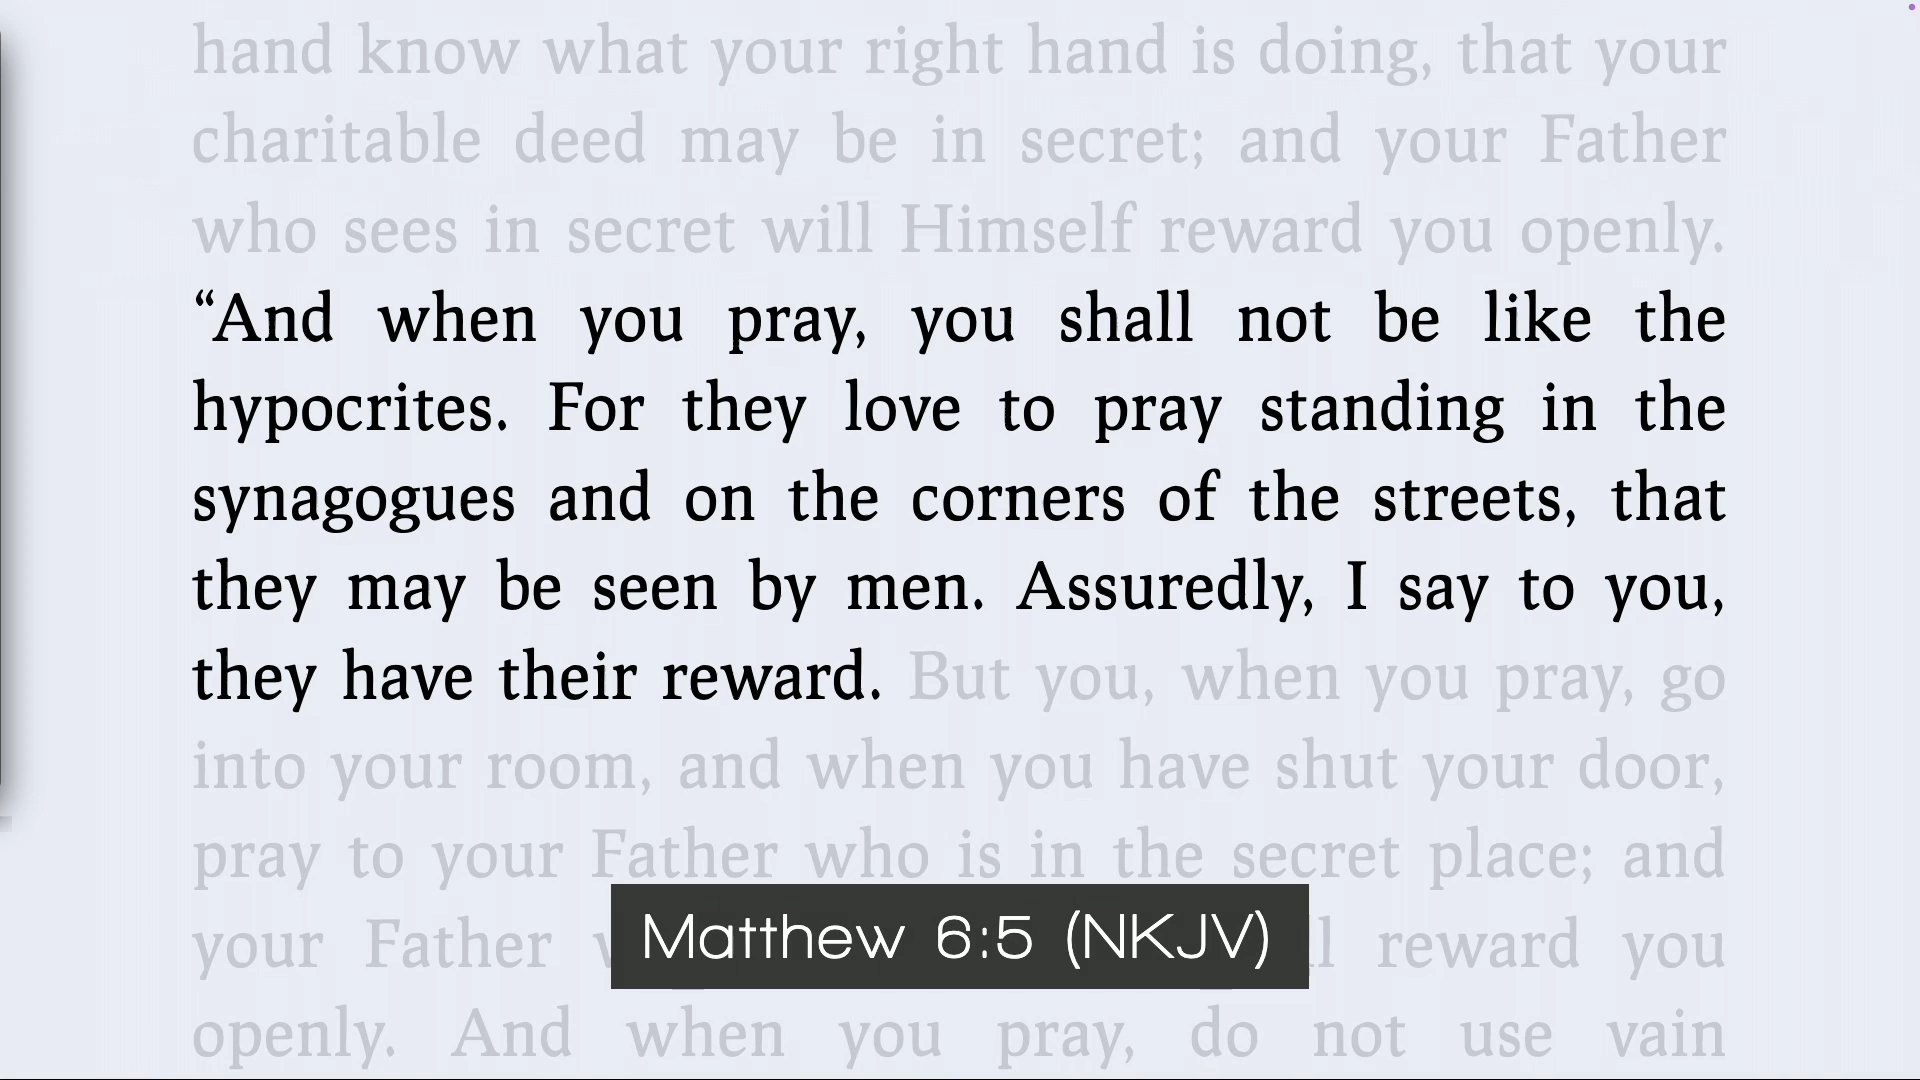 hand know what your right hand is doing, that your
charitable deed may be in secret; and your Father
who sees in secret will Himself reward you openly.
“And when you pray, you shall not be like the
hypocrites. For they love to pray standing in the
synagogues and on the corners of the streets, that
they may be seen by men. Assuredly, I say to you,
they have their reward. But you, when you pray, go
into your room, and when you have shut your door,
pray to your Father who is in the secret place; and
your Father reward you
Matthew 6:5 (NKJV)
openly. And when you pray, do not use vain